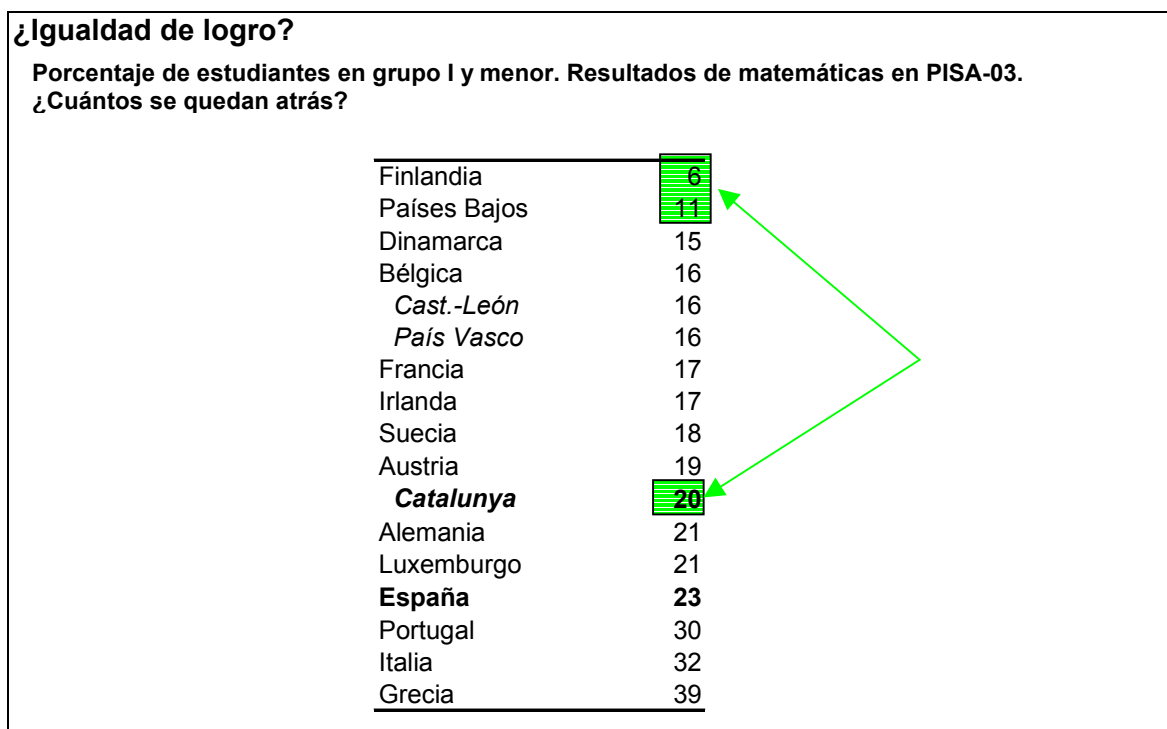 ¿Igualdad de logro?
Porcentaje de estudiantes en grupo I y menor. Resultados de matemáticas en PISA-03.
¿Cuántos se quedan atrás?
Finlandia 6
Países Bajos 11
Dinamarca 15
Bélgica 16
Cast.-León 16
País Vasco 16
Francia 17
Irlanda 17
Suecia 18
Austria 19
Catalunya 20
Alemania 21
Luxemburgo 21
España 23
Portugal 30
Italia 32
Grecia 39